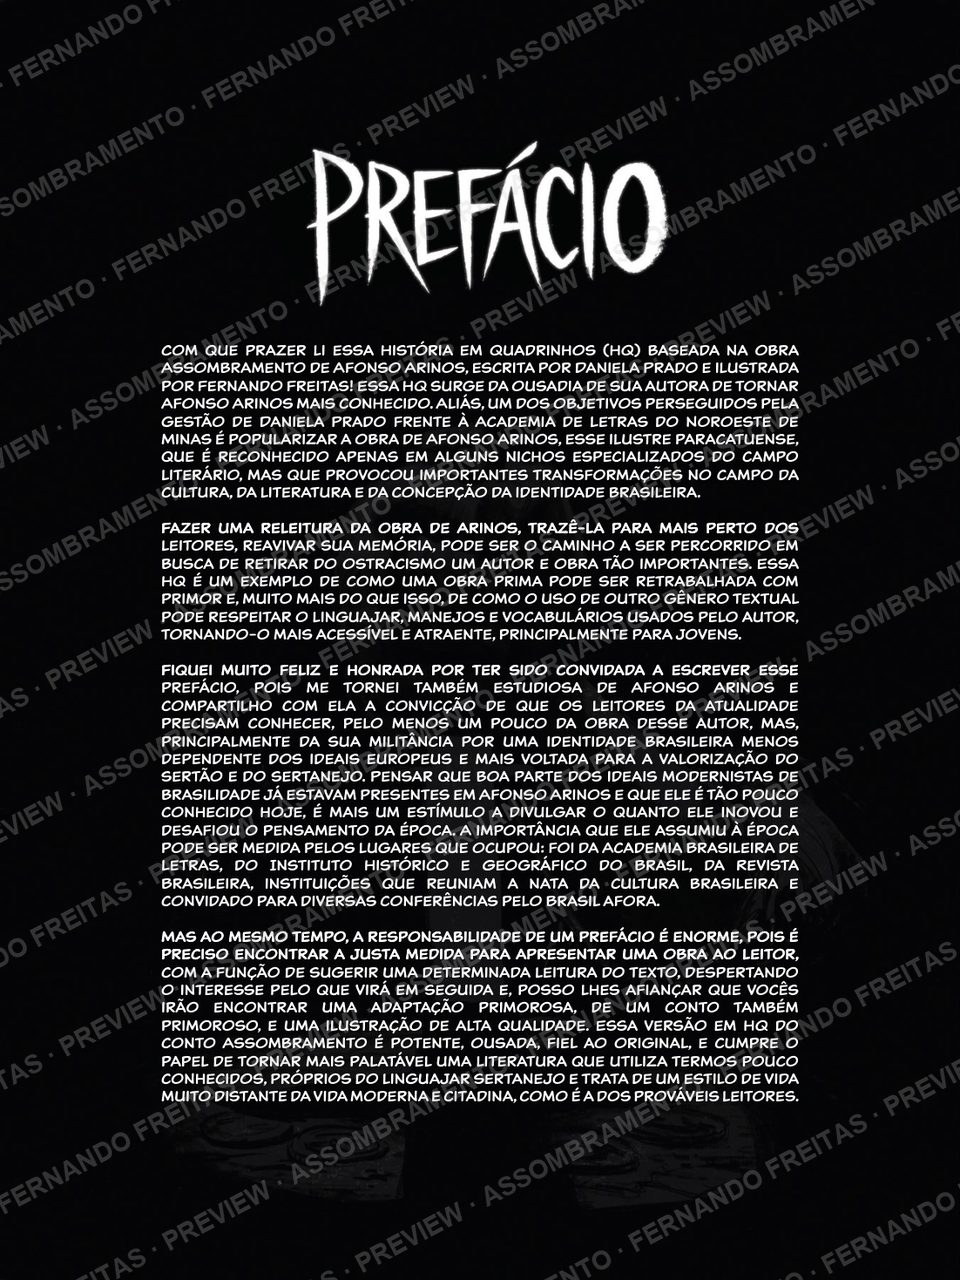 PREFÁCIO
COM QUE PRAZER LI ESSA HISTÓRIA EM QUADRINHOS (HQ) BASEADA NA OBRA
ASSOMBRAMENTO DE AFONSO ARINOS, ESCRITA POR DANIELA PRADO E ILUSTRADA
POR FERNANDO FREITAS! ESSA HQ SURGE DA OUSADIA DE SUA AUTORA DE TORNAR
AFONSO ARINOS MAIS CONHECIDO. ALIÁS, UM DOS OBJETIVOS PERSEGUIDOS PELA
GESTÃO DE DANIELA PRADO FRENTE À ACADEMIA DE LETRAS DO NOROESTE DE
MINAS É POPULARIZAR A OBRA DE AFONSO ARINOS, ESSE ILUSTRE PARACATUENSE,
QUE É RECONHECIDO APENAS EM ALGUNS NICHOS ESPECIALIZADOS DO CAMPO
LITERÁRIO, MAS QUE PROVOCOU IMPORTANTES TRANSFORMAÇÕES NO CAMPO DA
CULTURA, DA LITERATURA E DA CONCEPÇÃO DA IDENTIDADE BRASILEIRA.
FAZER UMA RELEITURA DA OBRA DE ARINOS, TRAZÊ-LA PARA MAIS PERTO DOS
LEITORES, REAVIVAR SUA MEMÓRIA, PODE SER O CAMINHO A SER PERCORRIDO EM
BUSCA DE RETIRAR DO OSTRACISMO UM AUTOR E OBRA TÃO IMPORTANTES. ESSA
HQ É UM EXEMPLO DE COMO UMA OBRA PRIMA PODE SER RETRABALHADA COM
PRIMOR E, MUITO MAIS DO QUE ISSO, DE COMO O USO DE OUTRO GÊNERO TEXTUAL
PODE RESPEITAR O LINGUAJAR, MANEJOS E VOCABULÁRIOS USADOS PELO AUTOR,
TORNANDO-O MAIS ACESSÍVEL E ATRAENTE, PRINCIPALMENTE PARA JOVENS.
FIQUEI MUITO FELIZ E HONRADA POR TER SIDO CONVIDADA A ESCREVER ESSE
PREFÁCIO, POIS ME TORNEI TAMBÉM ESTUDIOSA DE AFONSO ARINOS E
COMPARTILHO COM ELA A CONVICÇÃO DE QUE OS LEITORES DA ATUALIDADE
PRECISAM CONHECER, PELO MENOS UM POUCO DA OBRA DESSE AUTOR, MAS,
PRINCIPALMENTE DA SUA MILITÂNCIA POR UMA IDENTIDADE BRASILEIRA MENOS
DEPENDENTE DOS IDEAIS EUROPEUS E MAIS VOLTADA PARA A VALORIZAÇÃO DO
SERTÃO E DO SERTANEJO. PENSAR QUE BOA PARTE DOS IDEAIS MODERNISTAS DE
BRASILIDADE JÁ ESTAVAM PRESENTES EM AFONSO ARINOS E QUE ELE É TÃO POUCO
CONHECIDO HOJE, É MAIS UM ESTÍMULO A DIVULGAR O QUANTO ELE INOVOU E
DESAFIOU O PENSAMENTO DA ÉPOCA. A IMPORTÂNCIA QUE ELE ASSUMIU À ÉPOCA
PODE SER MEDIDA PELOS LUGARES QUE OCUPOU: FOI DA ACADEMIA BRASILEIRA DE
LETRAS, DO INSTITUTO HISTÓRICO E GEOGRÁFICO DO BRASIL, DA REVISTA
BRASILEIRA, INSTITUIÇÕES QUE REUNIAM A NATA DA CULTURA BRASILEIRA E
CONVIDADO PARA DIVERSAS CONFERÊNCIAS PELO BRASIL AFORA.
MAS AO MESMO TEMPO, A RESPONSABILIDADE DE UM PREFÁCIO É ENORME, POIS É
PRECISO ENCONTRAR A JUSTA MEDIDA PARA APRESENTAR UMA OBRA AO LEITOR,
COM A FUNÇÃO DE SUGERIR UMA DETERMINADA LEITURA DO TEXTO, DESPERTANDO
O INTERESSE PELO QUE VIRÁ EM SEGUIDA E, POSSO LHES AFIANÇAR QUE VOCÊS
IRÃO ENCONTRAR UMA ADAPTAÇÃO PRIMOROSA, DE UM CONTO TAMBÉM
PRIMOROSO, E UMA ILUSTRAÇÃO DE ALTA QUALIDADE. ESSA VERSÃO EM HQ DO
CONTO ASSOMBRAMENTO É POTENTE, OUSADA, FIEL AO ORIGINAL, E CUMPRE O
PAPEL DE TORNAR MAIS PALATÁVEL UMA LITERATURA QUE UTILIZA TERMOS POUCO
CONHECIDOS, PRÓPRIOS DO LINGUAJAR SERTANEJO E TRATA DE UM ESTILO DE VIDA
MUITO DISTANTE DA VIDA MODERNA E CITADINA, COMO É A DOS PROVÁVEIS LEITORES.
FERNANDO FREITAS · PREVIEW · ASSOMBRAMENTO